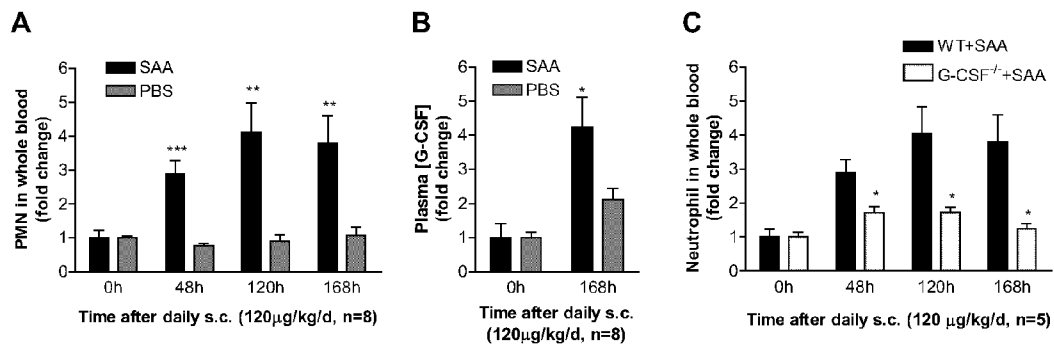 A
SAA
PBS
PMN in whole blood
(fold change)
6
5
4
3
2
1
0
***
**
**
0h 48h 120h 168h
Time after daily s.c. (120μg/kg/d, n=8)
B
SAA
PBS
Plasma [G-CSF]
(fold change)
6
5
4
3
2
1
0
*
0h 168h
Time after daily s.c.
(120μg/kg/d, n=8)
C
WT+SAA
G-CSF-/-+SAA
Neutrophil in whole blood
(fold change)
6
5
4
3
2
1
0
*
*
*
0h 48h 120h 168h
Time after daily s.c. (120 μg/kg/d, n=5)